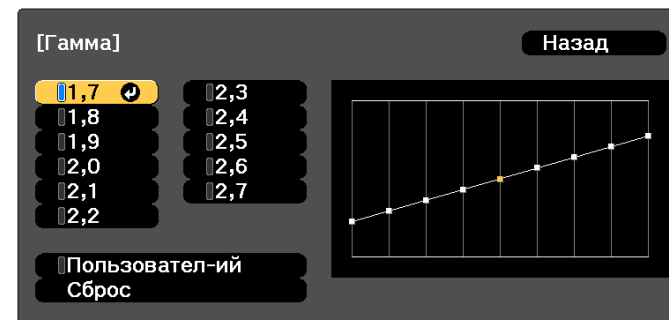 [Гамма]
Назад
1,7
1,8
1,9
2,0
2,1
2,2
2,3
2,4
2,5
2,6
2,7
Пользовател-ий
Сброс